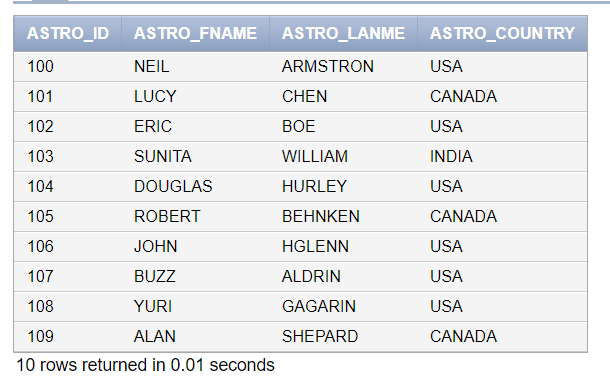 ASTRO_ID ASTRO_FNAME ASTRO_LANME ASTRO_COUNTRY
100 NEIL ARMSTRON USA
101 LUCY CHEN CANADA
102 ERIC BOE USA
103 SUNITA WILLIAM INDIA
104 DOUGLAS HURLEY USA
105 ROBERT BEHNKEN CANADA
106 JOHN HGLENN USA
107 BUZZ ALDRIN USA
108 YURI GAGARIN USA
109 ALAN SHEPARD CANADA
10 rows returned in 0.01 seconds